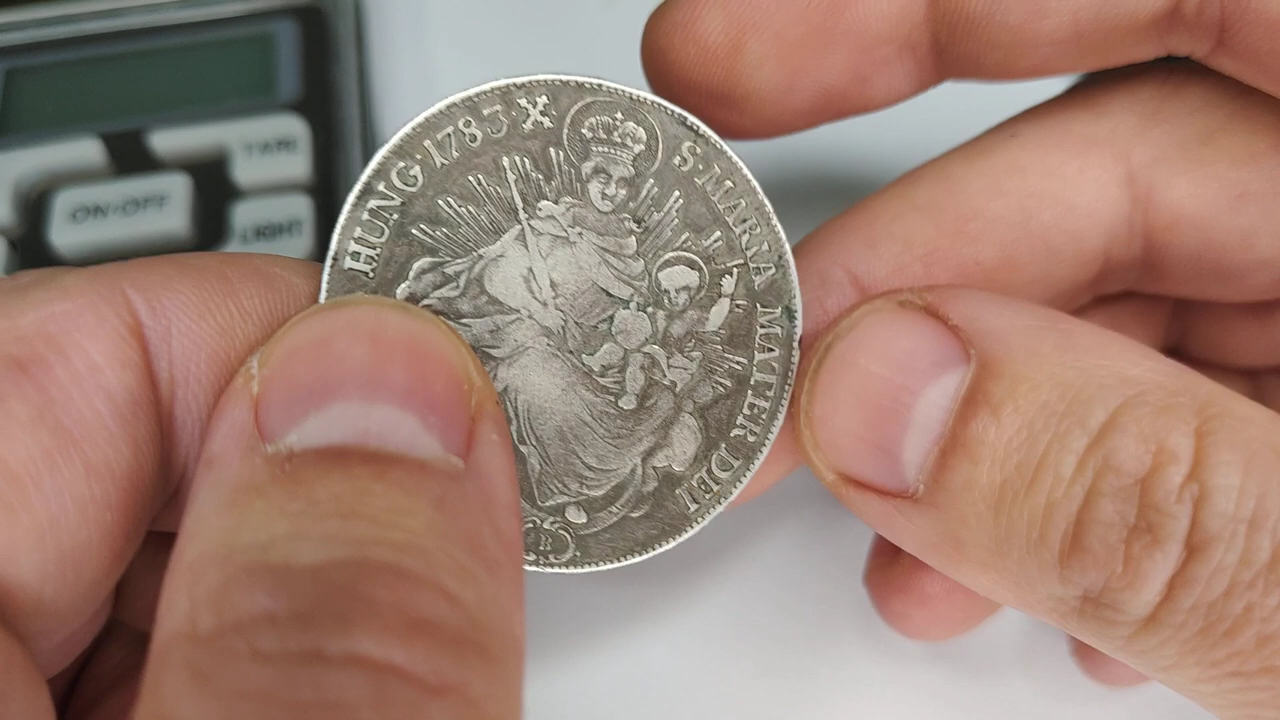 HUNG·1783·
S·MARIA MATER DEI
B
TARE
ON·OFF
LIGHT